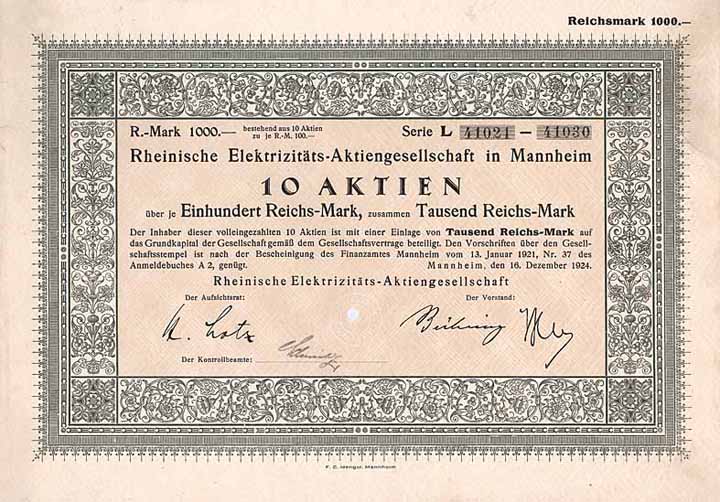 Reichsmark 1000.—
R.-Mark 1000.— bestehend aus 10 Aktien zu je R.-M. 100.— Serie L 41021 — 41030
Rheinische Elektrizitäts-Aktiengesellschaft in Mannheim
10 AKTIEN
über je Einhundert Reichs-Mark, zusammen Tausend Reichs-Mark
Der Inhaber dieser volleingezahlten 10 Aktien ist mit einer Einlage von Tausend Reichs-Mark auf
das Grundkapital der Gesellschaft gemäß dem Gesellschaftsvertrage beteiligt. Den Vorschriften über den Gesell-
schaftsstempel ist nach der Bescheinigung des Finanzamtes Mannheim vom 13. Januar 1921, Nr. 37 des
Anmeldebuches A 2, genügt. Mannheim, den 16. Dezember 1924.
Rheinische Elektrizitäts-Aktiengesellschaft
Der Aufsichtsrat: Der Vorstand:
Der Kontrollbeamte:
Mannheim